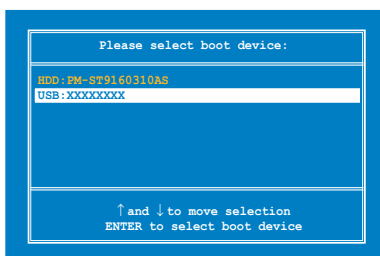 Please select boot device:
HDD:PM-ST9160310AS
USB:XXXXXXXX
↑and ↓to move selection
ENTER to select boot device